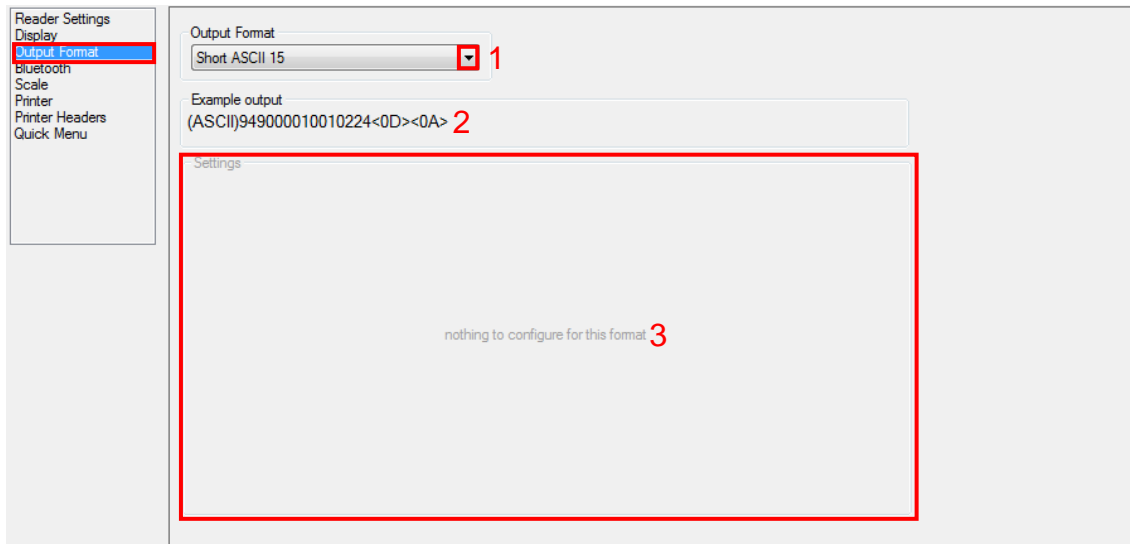 Reader Settings
Display
Output Format
Bluetooth
Scale
Printer
Printer Headers
Quick Menu
Output Format
Short ASCII 15
1
Example output
(ASCII)949000010010224<0D><0A>
2
Settings
nothing to configure for this format
3